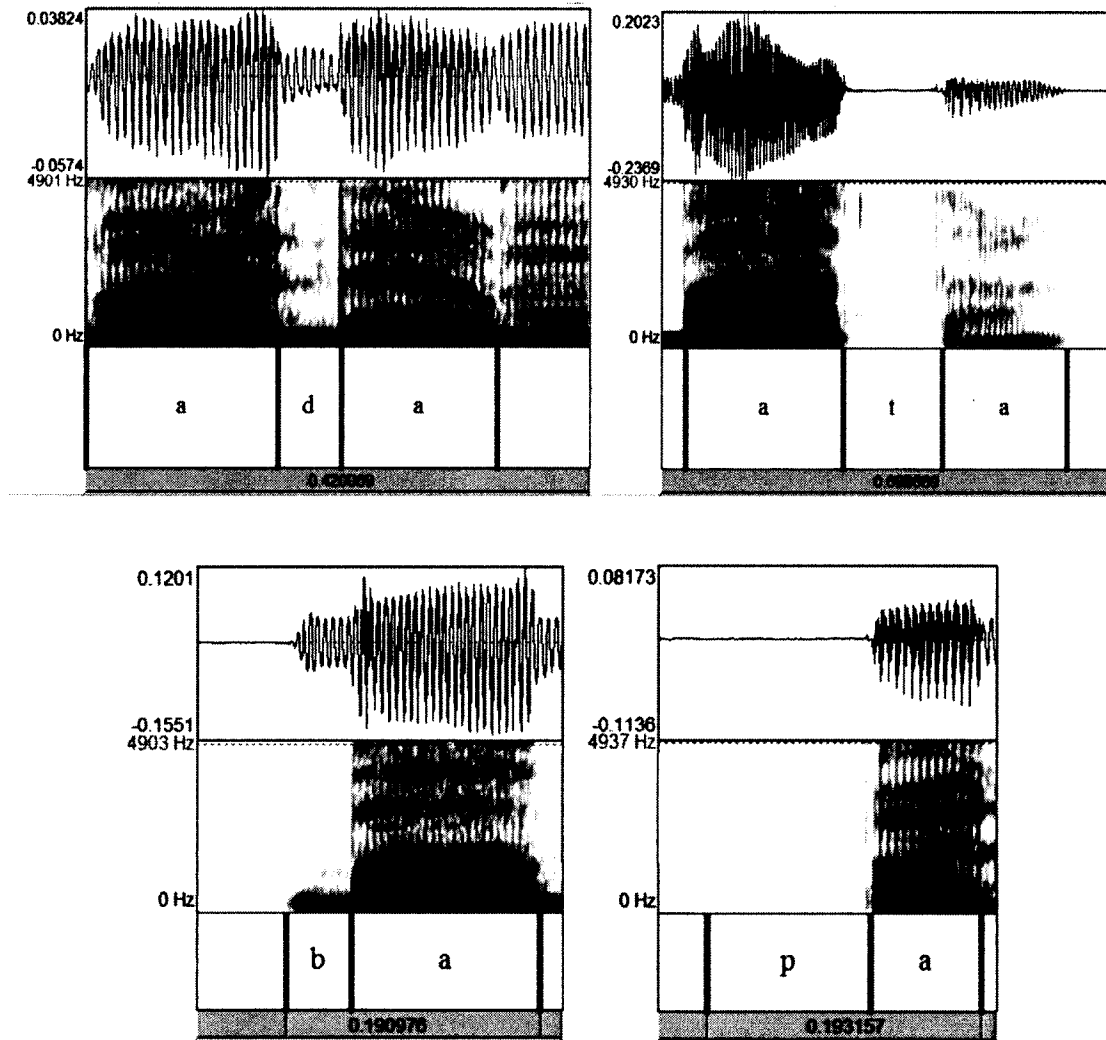 0.03824
-0.0574
4901 Hz
0 Hz
a d a
0.2023
-0.2369
4930 Hz
0 Hz
a t a
0.1201
-0.1551
4903 Hz
0 Hz
b a
0.190976
0.08173
-0.1136
4937 Hz
0 Hz
p a
0.193157